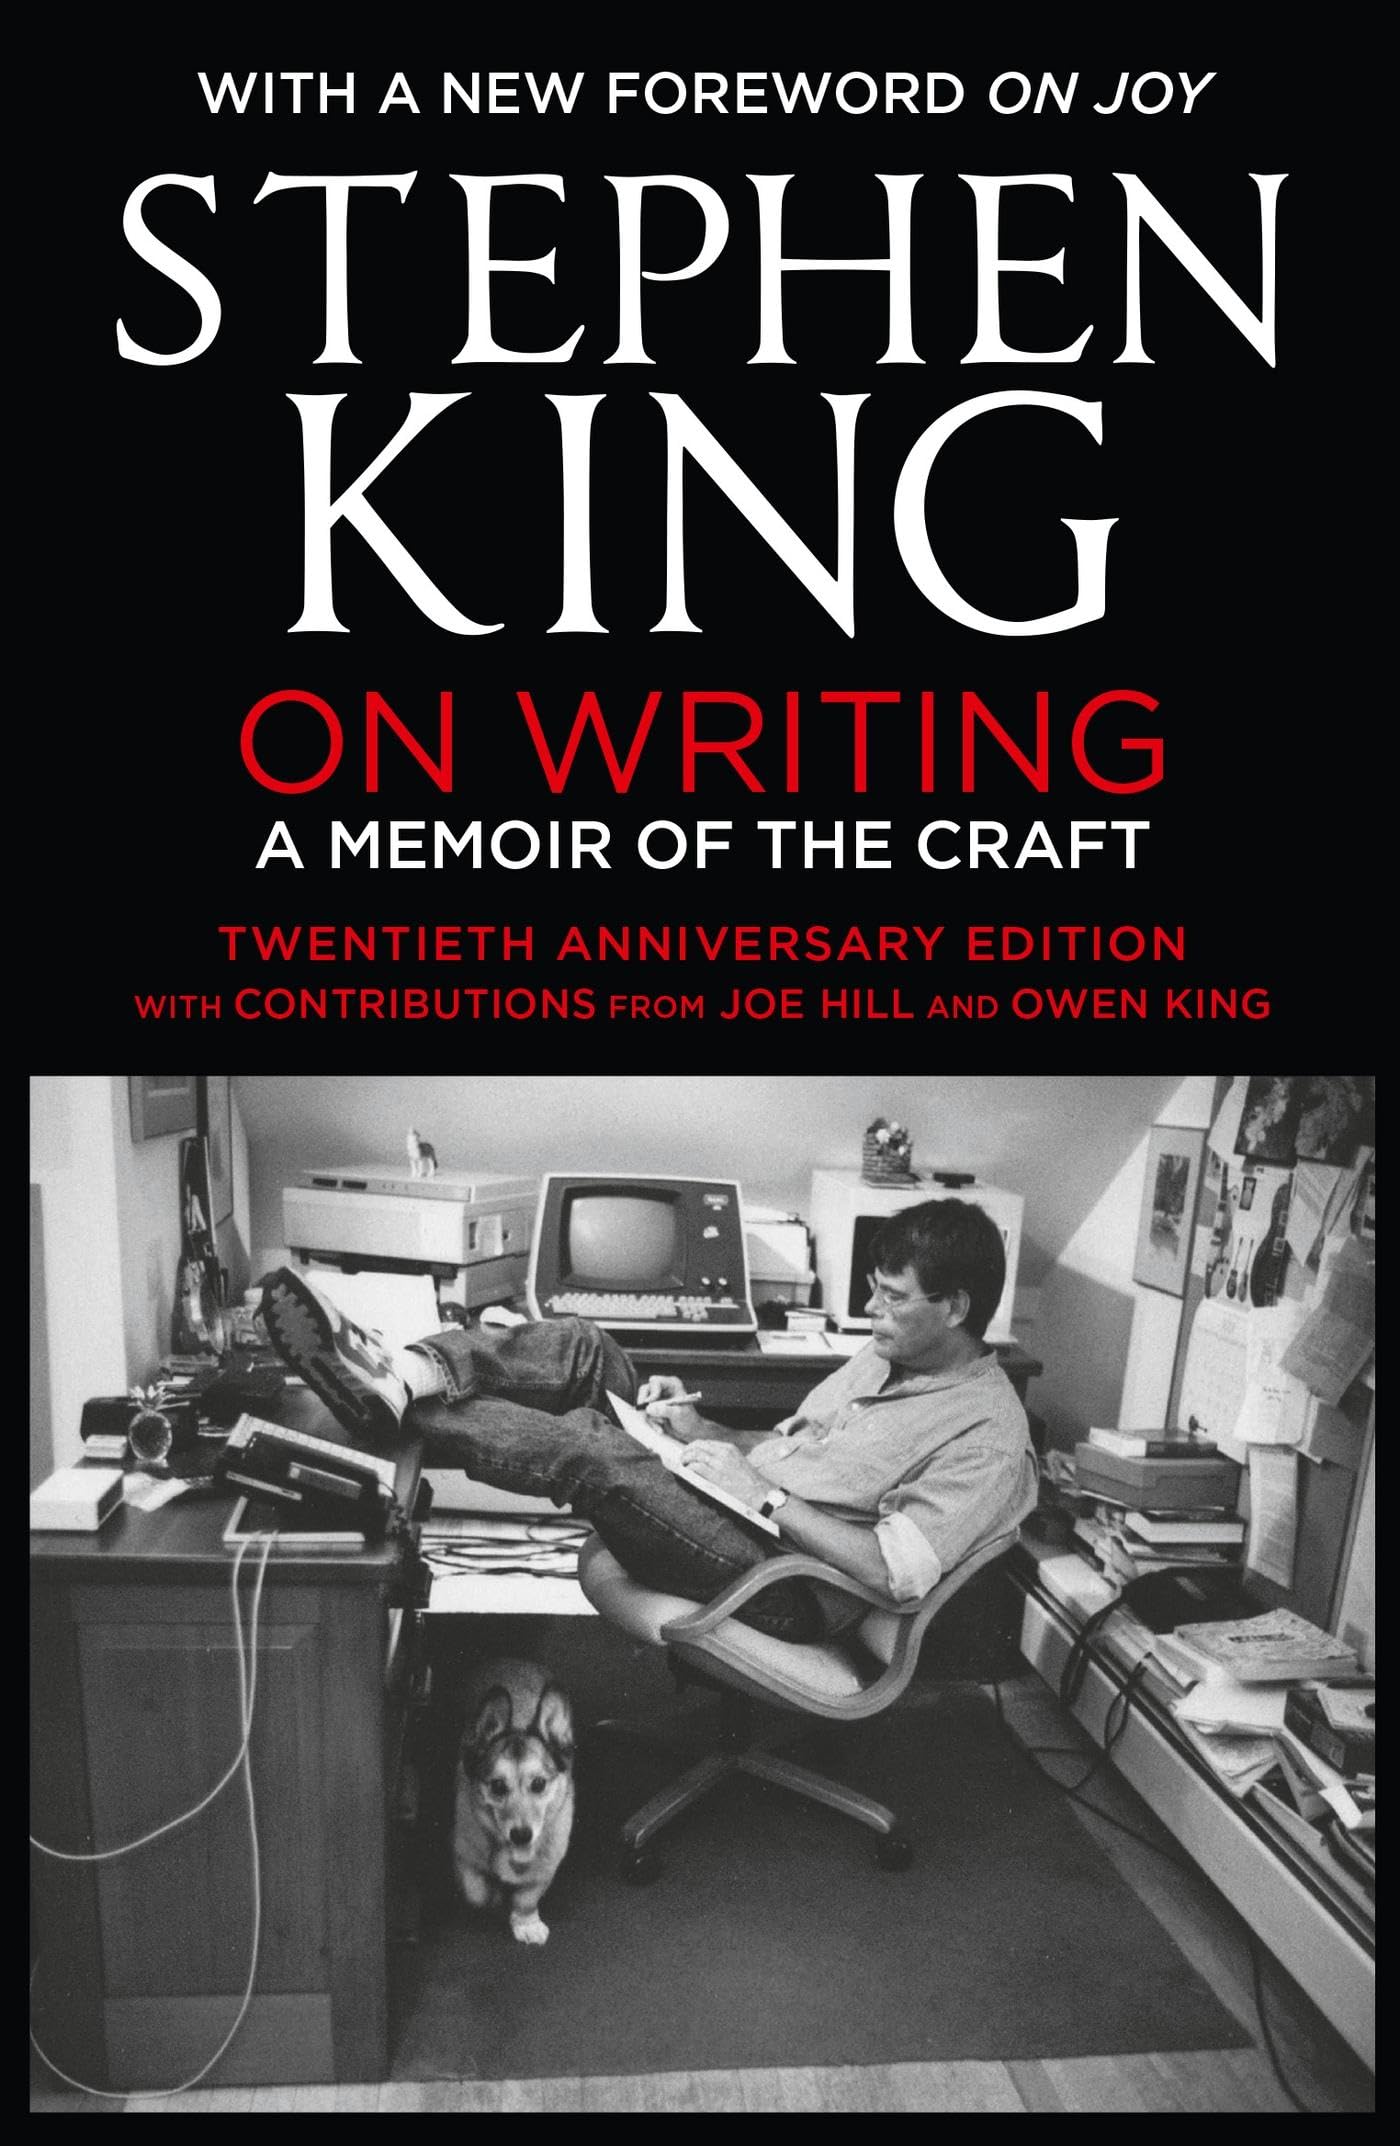 WITH A NEW FOREWORD ON JOY
STEPHEN
KING
ON WRITING
A MEMOIR OF THE CRAFT
TWENTIETH ANNIVERSARY EDITION
WITH CONTRIBUTIONS FROM JOE HILL AND OWEN KING